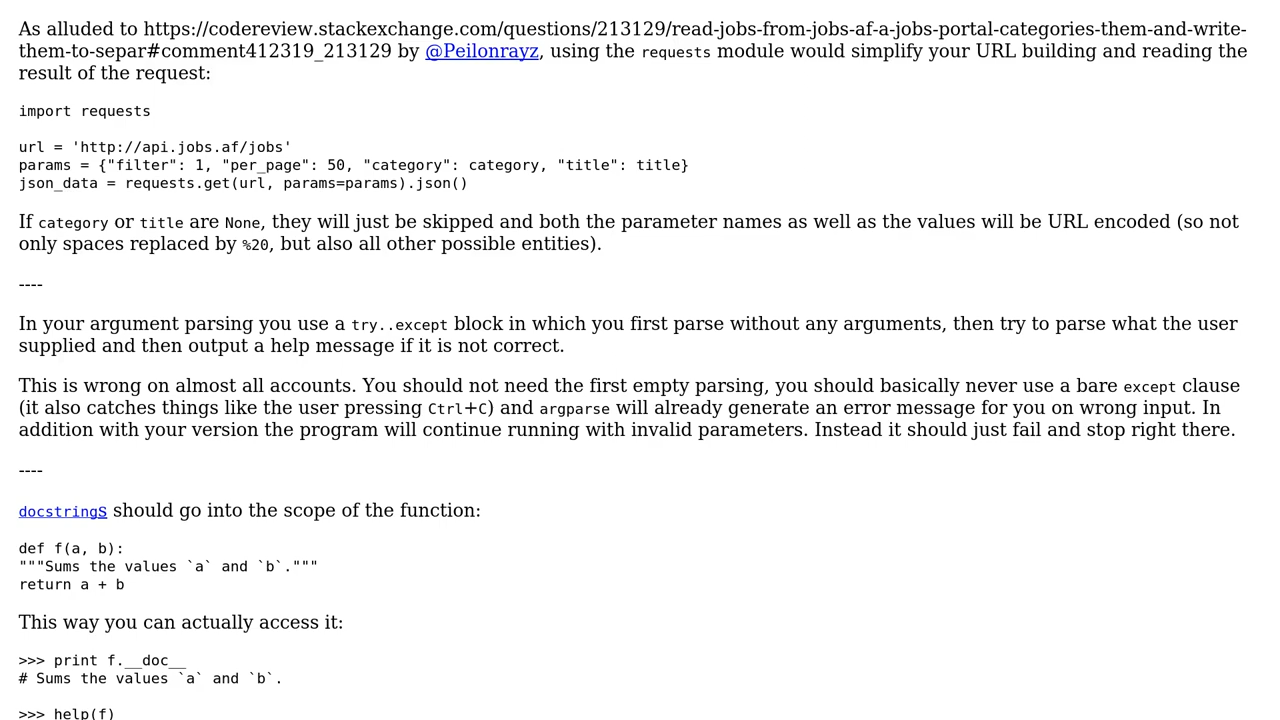 As alluded to https://codereview.stackexchange.com/questions/213129/read-jobs-from-jobs-af-a-jobs-portal-categories-them-and-write-
them-to-separ#comment412319_213129 by @Peilonrayz, using the requests module would simplify your URL building and reading the
result of the request:
import requests
url = 'http://api.jobs.af/jobs'
params = {"filter": 1, "per_page": 50, "category": category, "title": title}
json_data = requests.get(url, params=params).json()
If category or title are None, they will just be skipped and both the parameter names as well as the values will be URL encoded (so not
only spaces replaced by %20, but also all other possible entities).
----
In your argument parsing you use a try..except block in which you first parse without any arguments, then try to parse what the user
supplied and then output a help message if it is not correct.
This is wrong on almost all accounts. You should not need the first empty parsing, you should basically never use a bare except clause
(it also catches things like the user pressing Ctrl+C) and argparse will already generate an error message for you on wrong input. In
addition with your version the program will continue running with invalid parameters. Instead it should just fail and stop right there.
----
docstrings should go into the scope of the function:
def f(a, b):
"""Sums the values `a` and `b`."""
return a + b
This way you can actually access it:
>>> print f.__doc__
# Sums the values `a` and `b`.
>>> help(f)